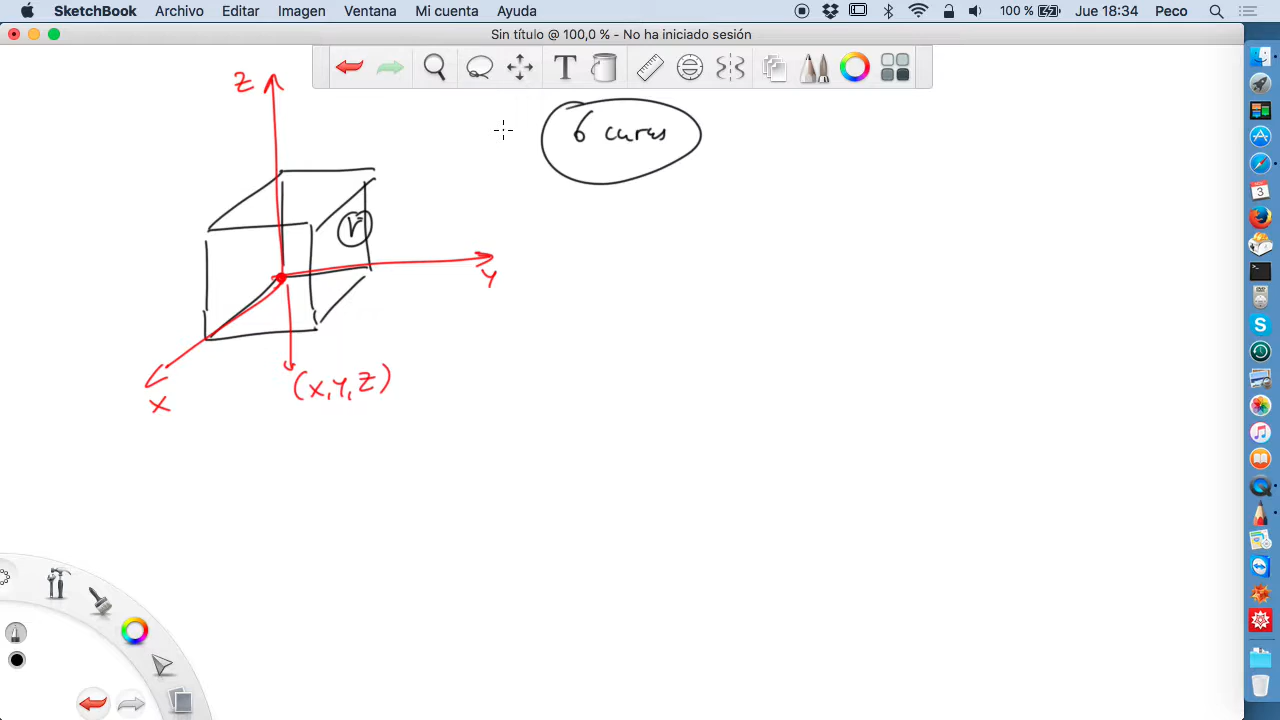 SketchBook Archivo Editar Imagen Ventana Mi cuenta Ayuda 100 % Jue 18:34 Peco
Sin título @ 100,0 % - No ha iniciado sesión
T
Z
6 caras
Y
(X,Y,Z)
X
3